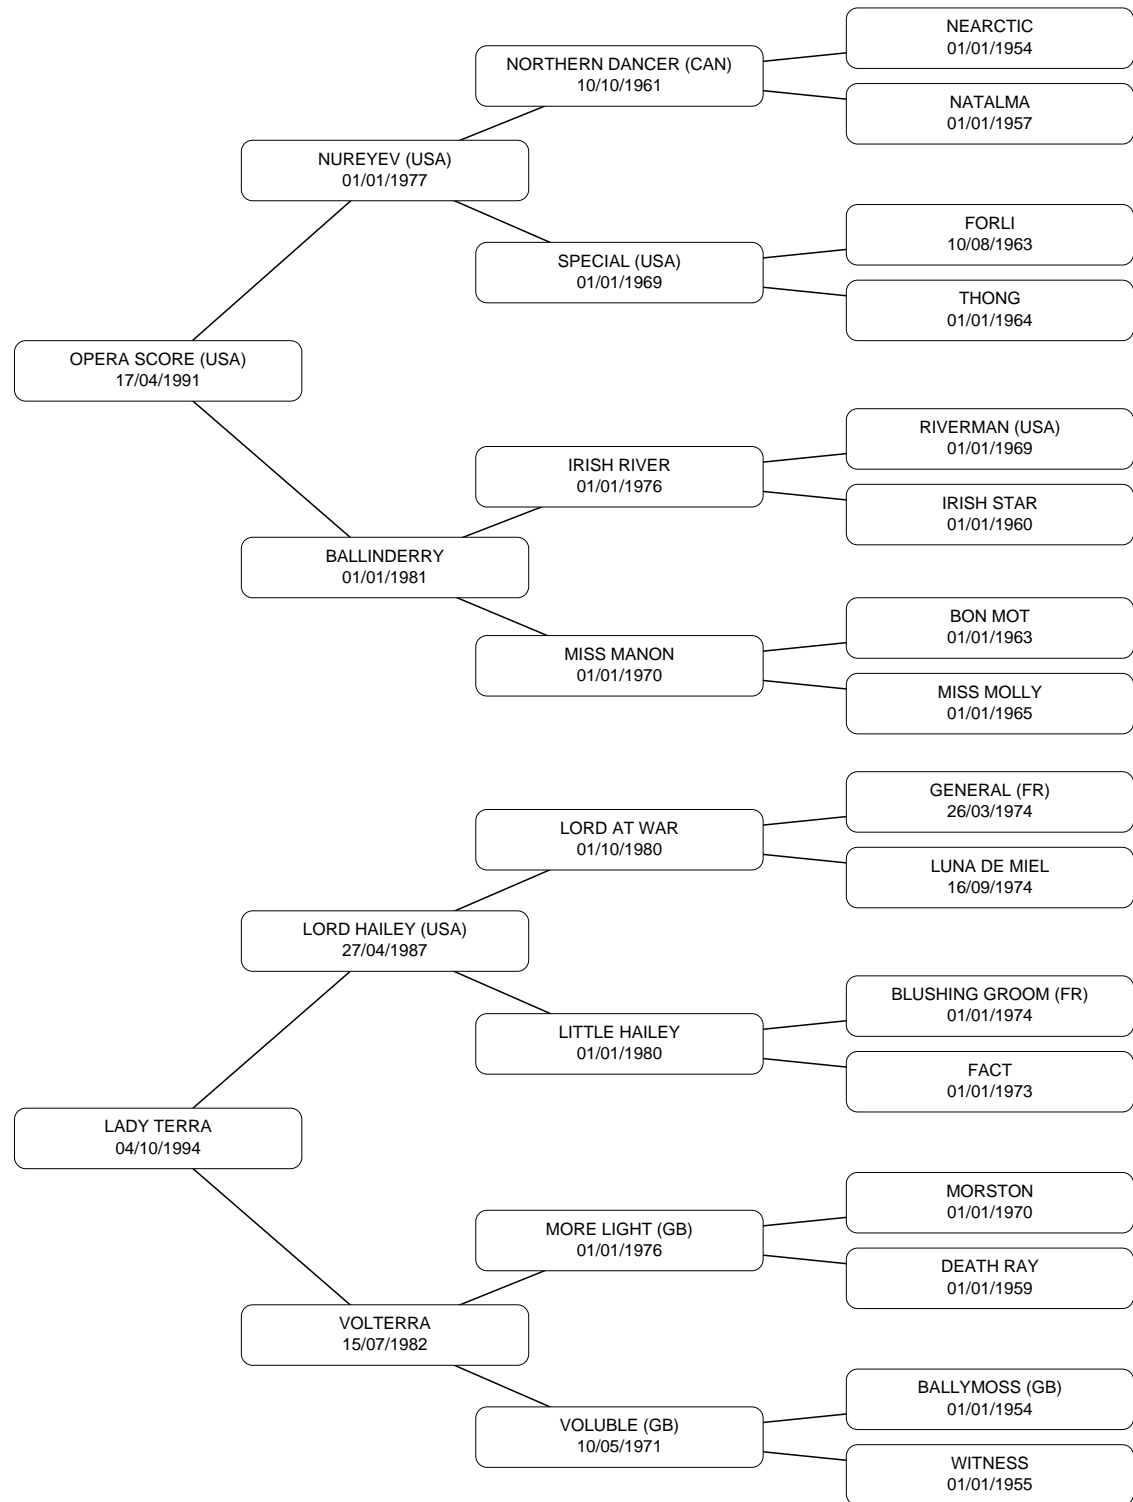 NEARCTIC
01/01/1954
NORTHERN DANCER (CAN)
10/10/1961
NATALMA
01/01/1957
NUREYEV (USA)
01/01/1977
FORLI
10/08/1963
SPECIAL (USA)
01/01/1969
THONG
01/01/1964
OPERA SCORE (USA)
17/04/1991
RIVERMAN (USA)
01/01/1969
IRISH RIVER
01/01/1976
IRISH STAR
01/01/1960
BALLINDERRY
01/01/1981
BON MOT
01/01/1963
MISS MANON
01/01/1970
MISS MOLLY
01/01/1965
GENERAL (FR)
26/03/1974
LORD AT WAR
01/10/1980
LUNA DE MIEL
16/09/1974
LORD HAILEY (USA)
27/04/1987
BLUSHING GROOM (FR)
01/01/1974
LITTLE HAILEY
01/01/1980
FACT
01/01/1973
LADY TERRA
04/10/1994
MORSTON
01/01/1970
MORE LIGHT (GB)
01/01/1976
DEATH RAY
01/01/1959
VOLTERRA
15/07/1982
BALLYMOSS (GB)
01/01/1954
VOLUBLE (GB)
10/05/1971
WITNESS
01/01/1955